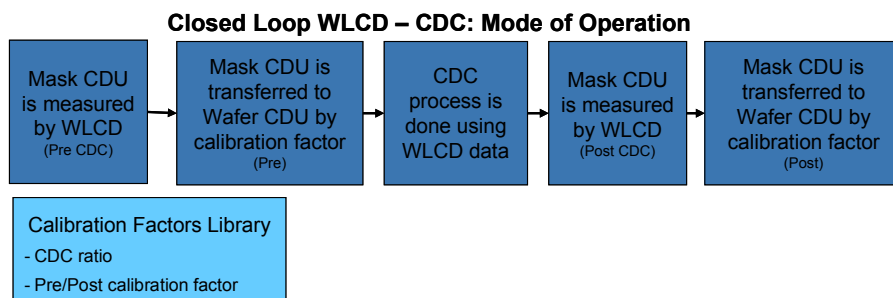 Closed Loop WLCD – CDC: Mode of Operation
Mask CDU
is measured
by WLCD
(Pre CDC)
Mask CDU is
transferred to
Wafer CDU by
calibration factor
(Pre)
CDC
process is
done using
WLCD data
Mask CDU
is measured
by WLCD
(Post CDC)
Mask CDU is
transferred to
Wafer CDU by
calibration factor
(Post)
Calibration Factors Library
- CDC ratio
- Pre/Post calibration factor